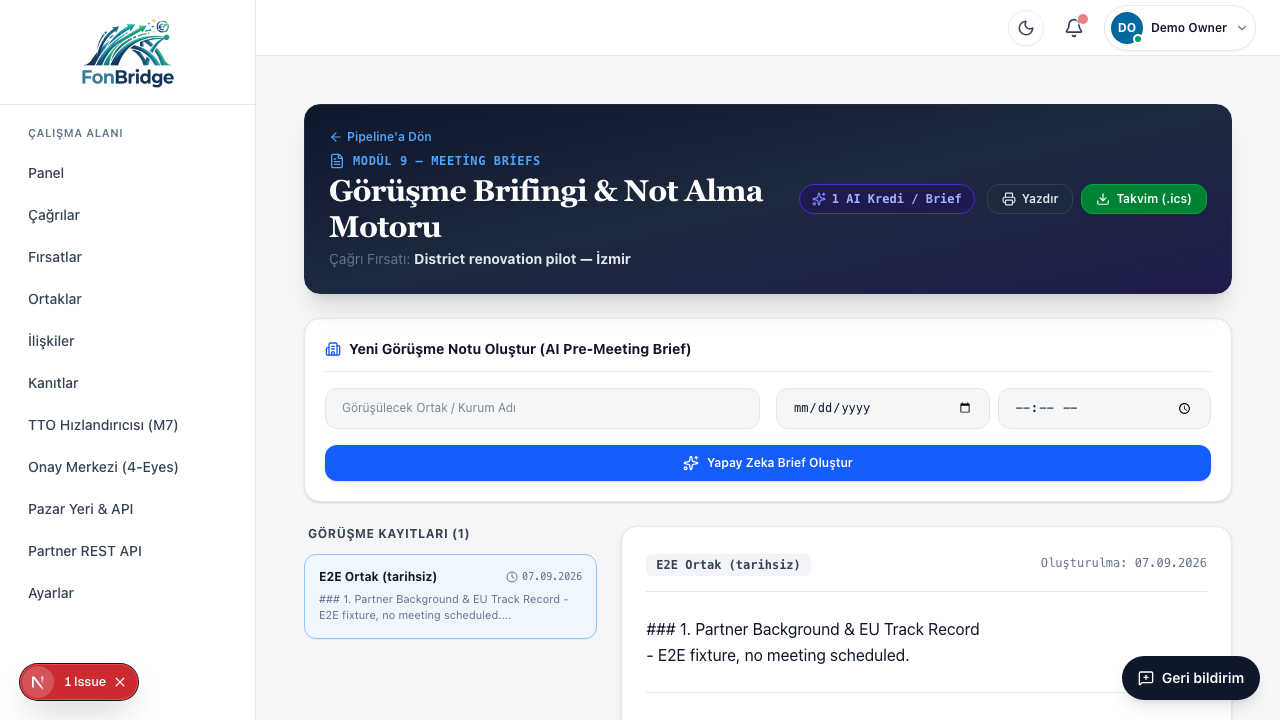 FonBridge
DO
Demo Owner
ÇALIŞMA ALANI
Panel
Çağrılar
Fırsatlar
Ortaklar
İlişkiler
Kanıtlar
TTO Hızlandırıcısı (M7)
Onay Merkezi (4-Eyes)
Pazar Yeri & API
Partner REST API
Ayarlar
1 Issue
Pipeline'a Dön
MODÜL 9 — MEETİNG BRİEFS
Görüşme Brifingi & Not Alma
Motoru
Çağrı Fırsatı: District renovation pilot — İzmir
1 AI Kredi / Brief
Yazdır
Takvim (.ics)
Yeni Görüşme Notu Oluştur (AI Pre-Meeting Brief)
Görüşülecek Ortak / Kurum Adı
mm/dd/yyyy
--:-- --
Yapay Zeka Brief Oluştur
GÖRÜŞME KAYITLARI (1)
E2E Ortak (tarihsiz)
07.09.2026
### 1. Partner Background & EU Track Record -
E2E fixture, no meeting scheduled....
E2E Ortak (tarihsiz)
Oluşturulma: 07.09.2026
### 1. Partner Background & EU Track Record
- E2E fixture, no meeting scheduled.
Geri bildirim